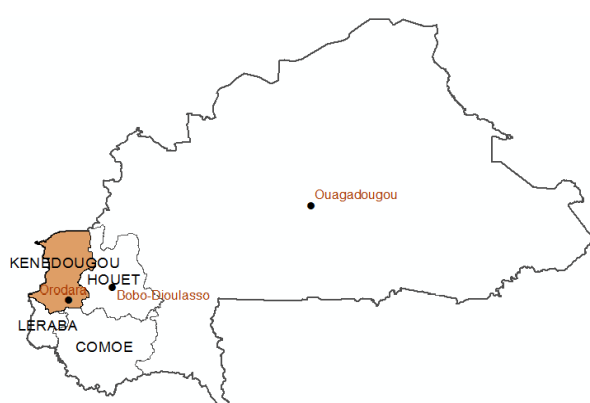 Ouagadougou
KENEDOUGOU
HOUET
Orodara
Bobo-Dioulasso
LERABA
COMOE